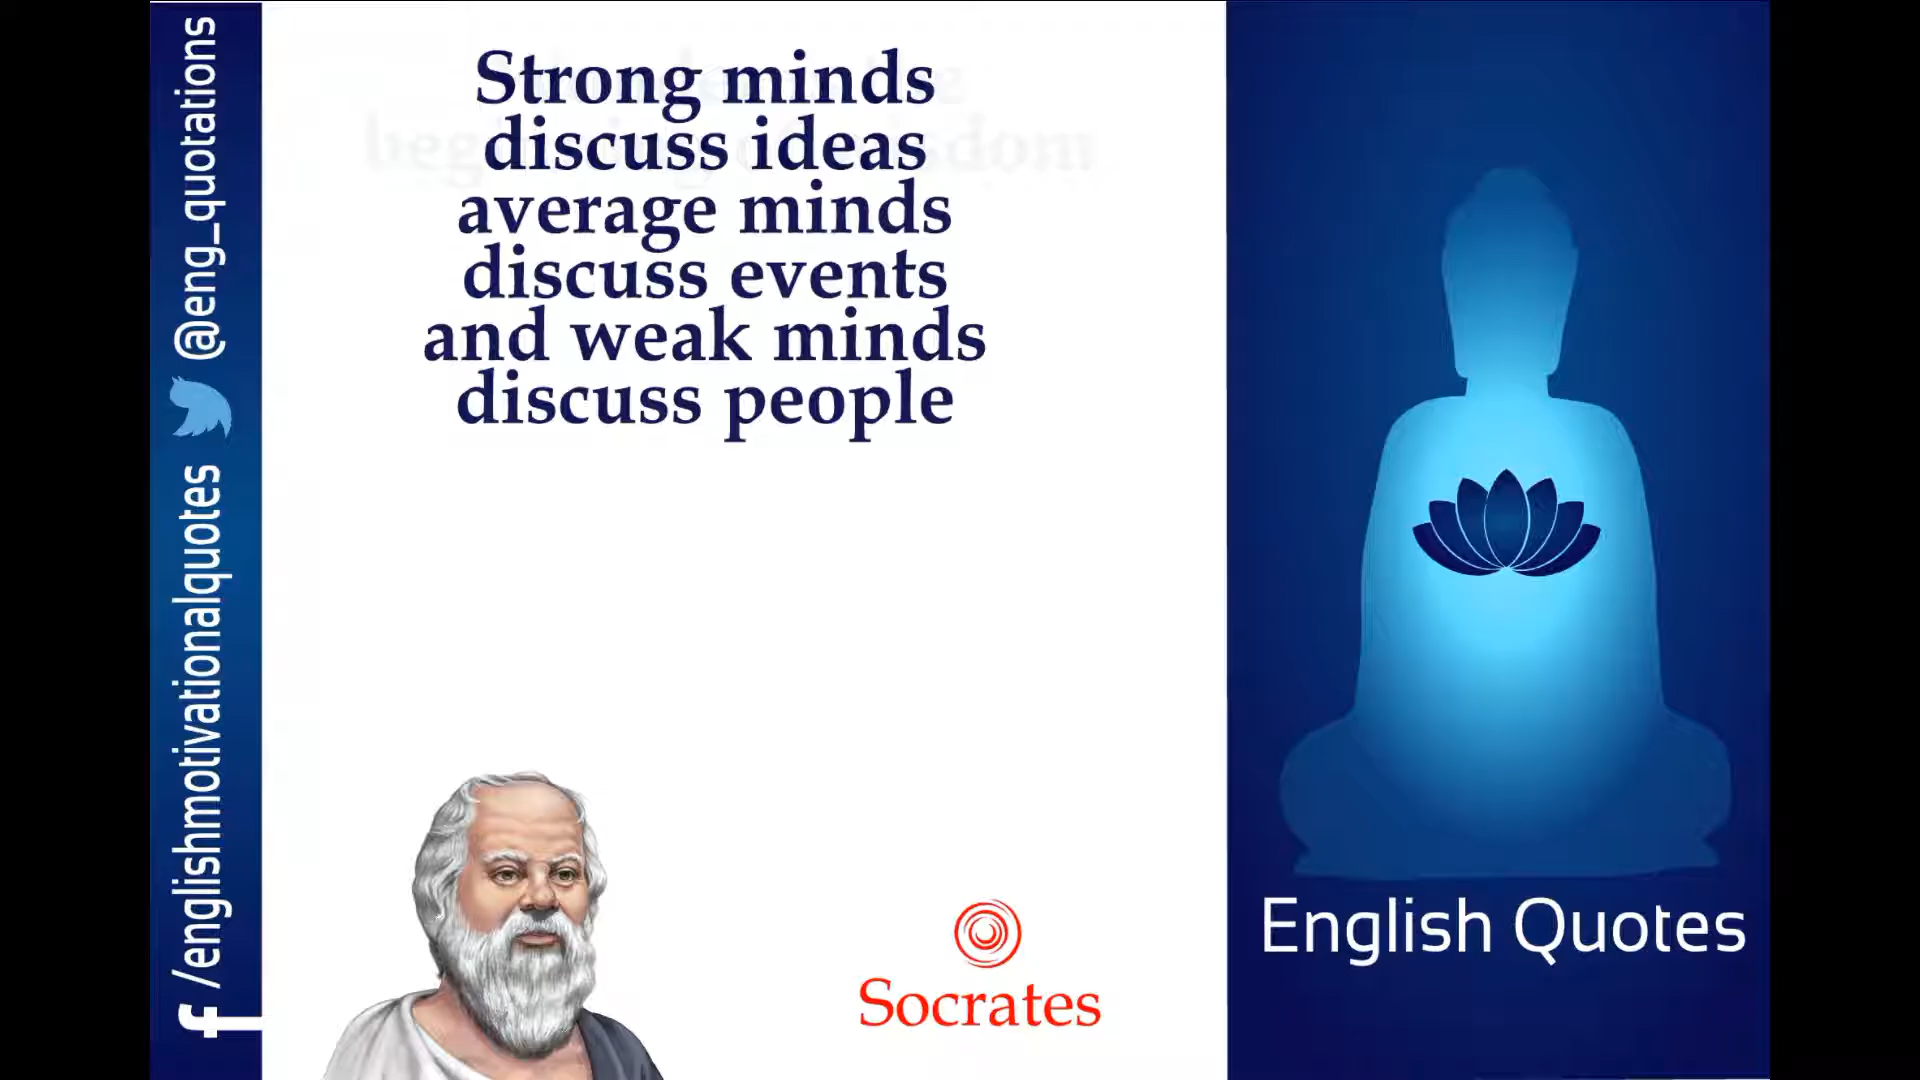 Strong minds
discuss ideas
average minds
discuss events
and weak minds
discuss people
Socrates
English Quotes
/englishmotivationalquotes
@eng_quotations